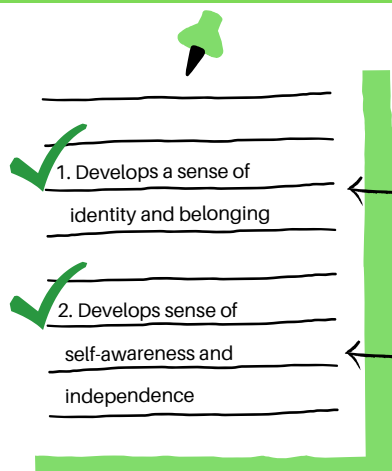 1. Develops a sense of
identity and belonging
2. Develops sense of
self-awareness and
independence